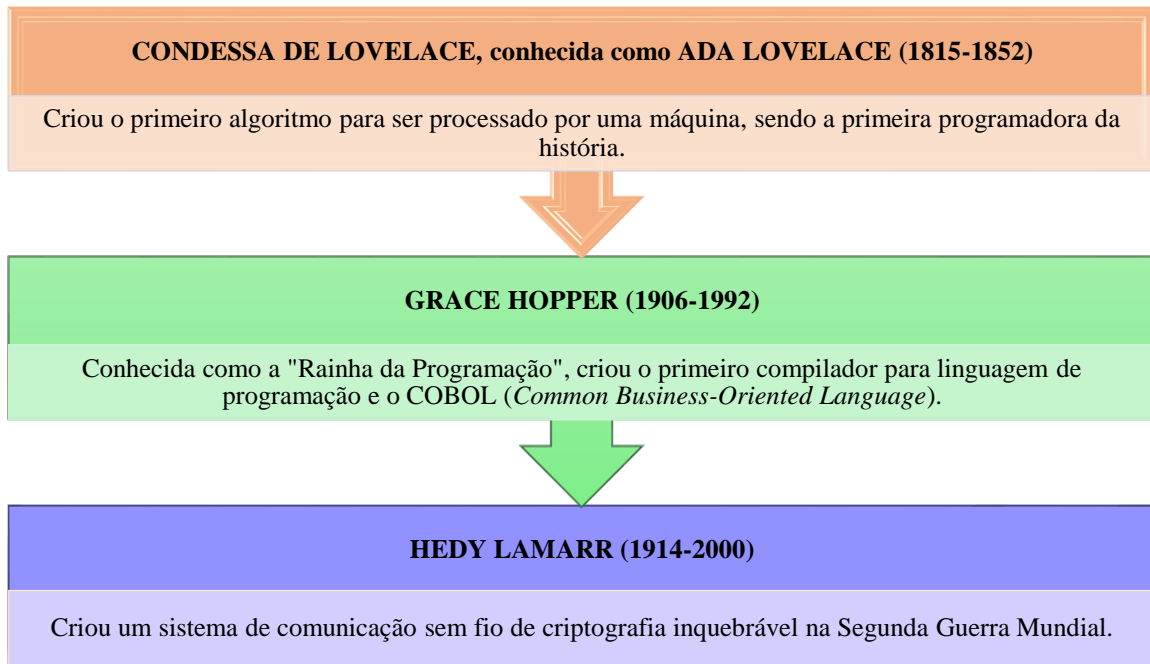 CONDESSA DE LOVELACE, conhecida como ADA LOVELACE (1815-1852)
Criou o primeiro algoritmo para ser processado por uma máquina, sendo a primeira programadora da
história.
GRACE HOPPER (1906-1992)
Conhecida como a "Rainha da Programação", criou o primeiro compilador para linguagem de
programação e o COBOL (Common Business-Oriented Language).
HEDY LAMARR (1914-2000)
Criou um sistema de comunicação sem fio de criptografia inquebrável na Segunda Guerra Mundial.